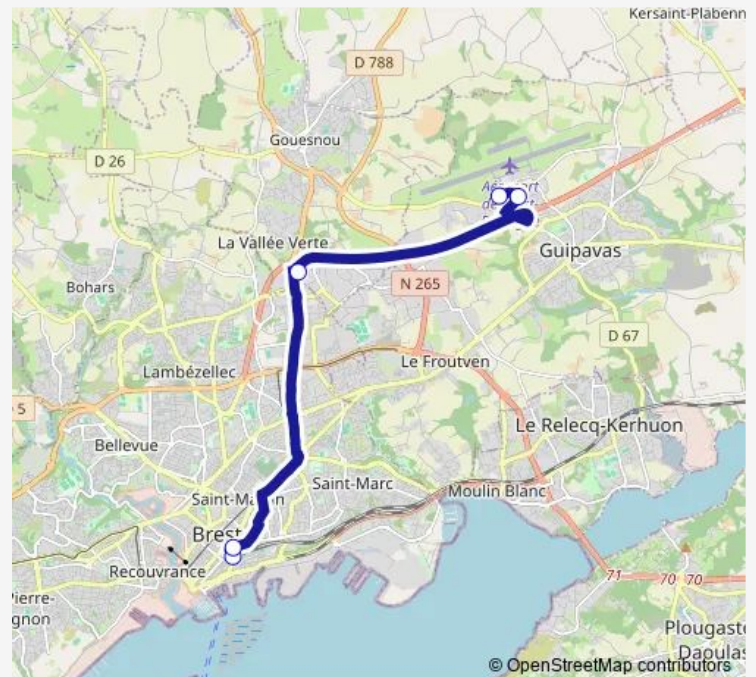 Kersaint-Plabenn
D 788
Gouesnou
D 26
La Vallée Verte
Guipavas
Bohars
N 265
D 67
Le Froutven
Lambézellec
5
Le Relecq-Kerhuon
Bellevue
Saint-Marc
Moulin Blanc
Brest
Recouvrance
71
70
70
Pierre-
gnon
Plougaste
Daoulas
© OpenStreetMap contributors